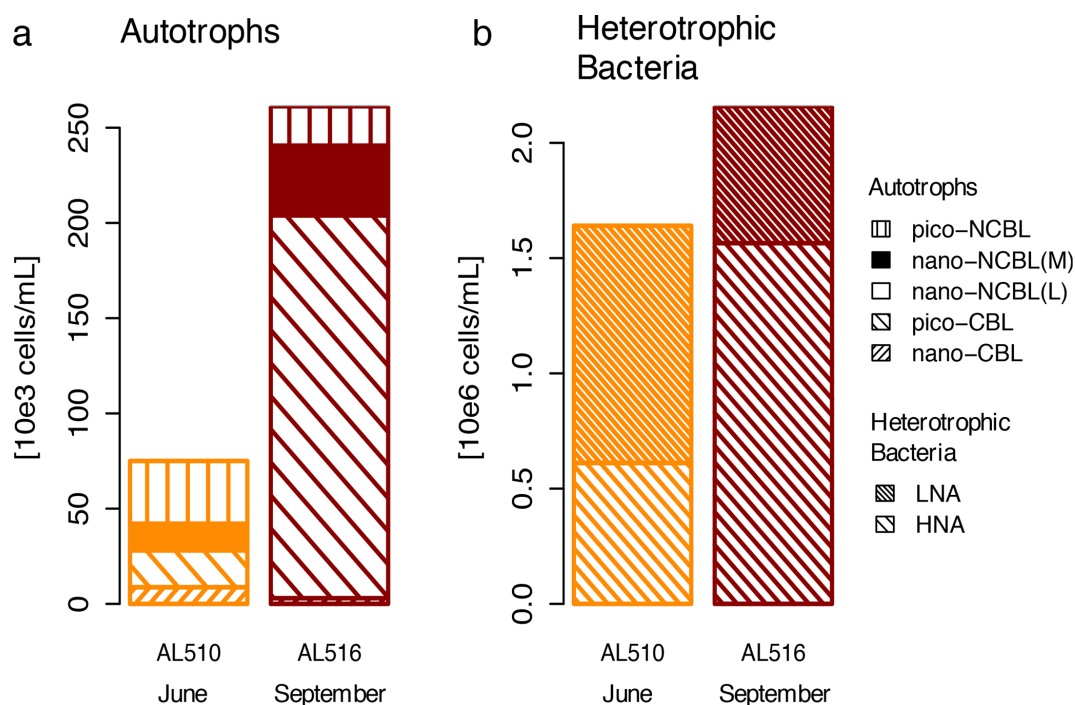 a
Autotrophs
[10e3 cells/mL]
250
200
150
100
50
0
AL510
AL516
June
September
b
Heterotrophic
Bacteria
[10e6 cells/mL]
2.0
1.5
1.0
0.5
0.0
AL510
AL516
June
September
Autotrophs
pico−NCBL
nano−NCBL(M)
nano−NCBL(L)
pico−CBL
nano−CBL
Heterotrophic
Bacteria
LNA
HNA